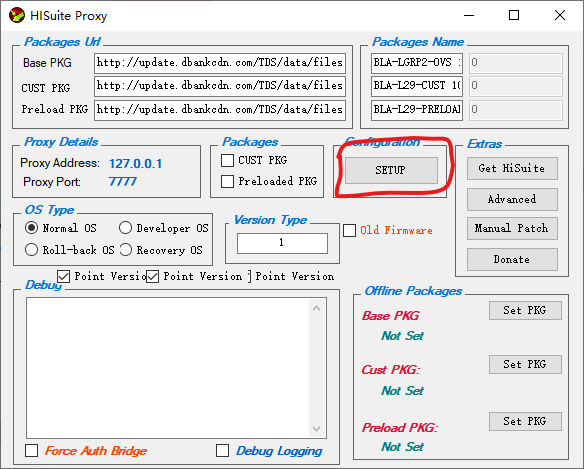 HISuite Proxy
Packages Url
Base PKG http://update.dbankcdn.com/TDS/data/files
CUST PKG http://update.dbankcdn.com/TDS/data/files
Preload PKG http://update.dbankcdn.com/TDS/data/files
Packages Name
BLA-LGRP2-OVS 0
BLA-L29-CUST 0
BLA-L29-PRELOA 0
Proxy Details
Proxy Address: 127.0.0.1
Proxy Port: 7777
Packages
CUST PKG
Preloaded PKG
Configuration
SETUP
Extras
Get HiSuite
Advanced
Manual Patch
Donate
OS Type
Normal OS Developer OS
Roll-back OS Recovery OS
Version Type
1
Old Firmware
Point Versio Point Version Point Version
Debug
Force Auth Bridge Debug Logging
Offline Packages
Base PKG Set PKG
Not Set
Cust PKG: Set PKG
Not Set
Preload PKG: Set PKG
Not Set